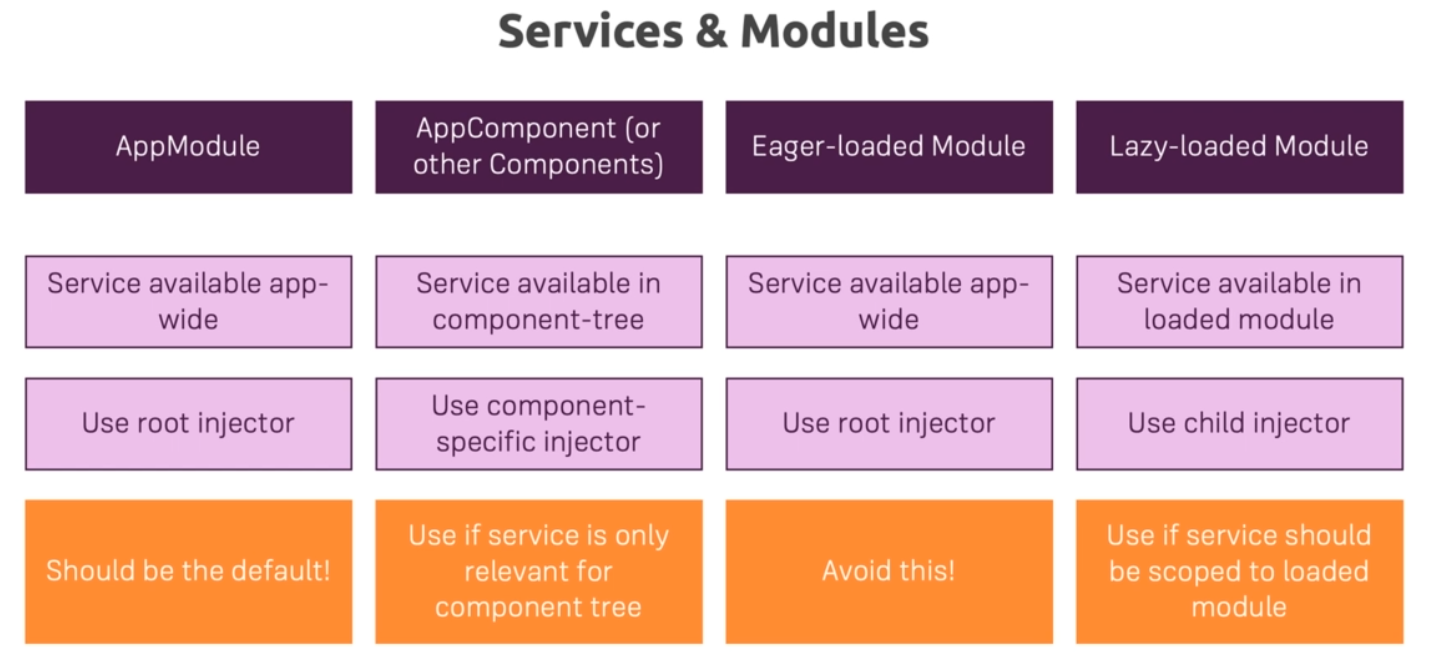 Services & Modules
AppModule
AppComponent (or
other Components)
Eager-loaded Module
Lazy-loaded Module
Service available app-
wide
Service available in
component-tree
Service available app-
wide
Service available in
loaded module
Use root injector
Use component-
specific injector
Use root injector
Use child injector
Should be the default!
Use if service is only
relevant for
component tree
Avoid this!
Use if service should
be scoped to loaded
module